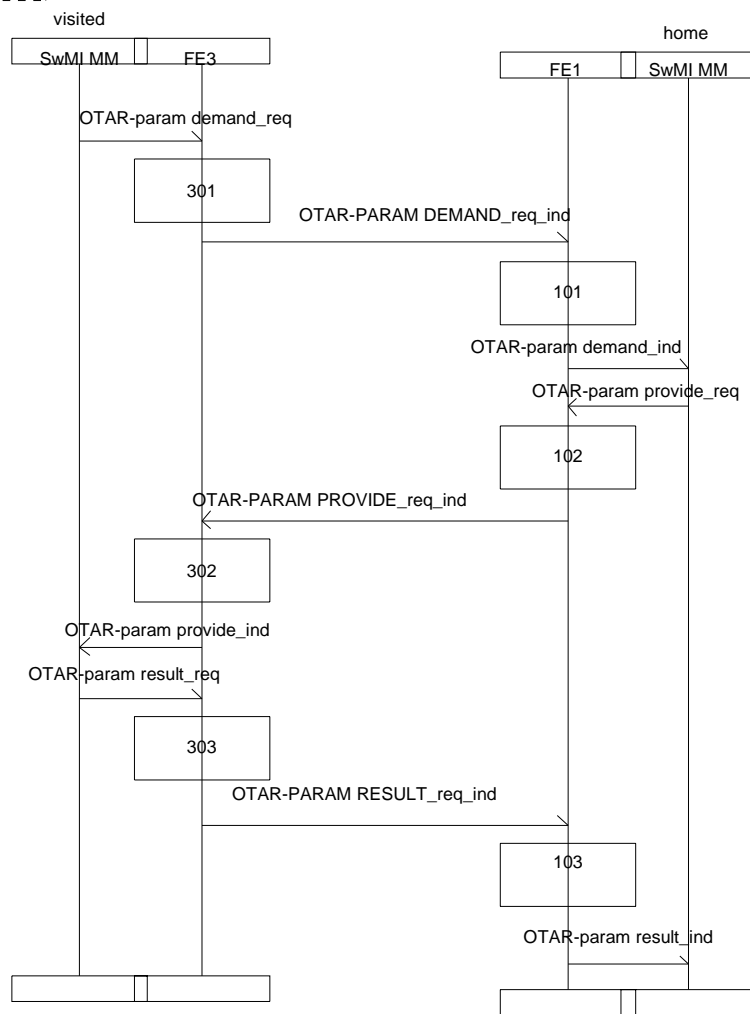 visited
home
SwMI MM FE3
FE1 SwMI MM
OTAR-param demand_req
301
OTAR-PARAM DEMAND_req_ind
101
OTAR-param demand_ind
OTAR-param provide_req
102
OTAR-PARAM PROVIDE_req_ind
302
OTAR-param provide_ind
OTAR-param result_req
303
OTAR-PARAM RESULT_req_ind
103
OTAR-param result_ind